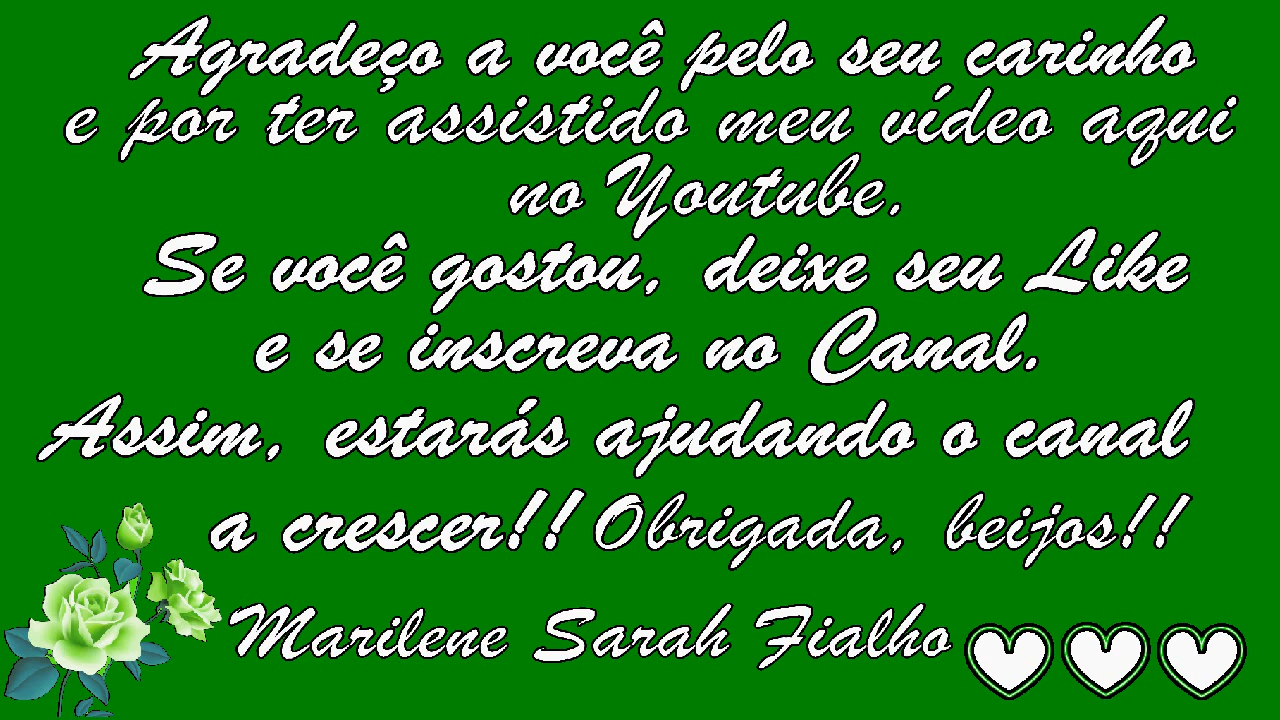 Agradeço a você pelo seu carinho
e por ter assistido meu vídeo aqui
no Youtube.
Se você gostou, deixe seu Like
e se inscreva no Canal.
Assim, estarás ajudando o canal
a crescer!! Obrigada, beijos!!
Marilene Sarah Fialho